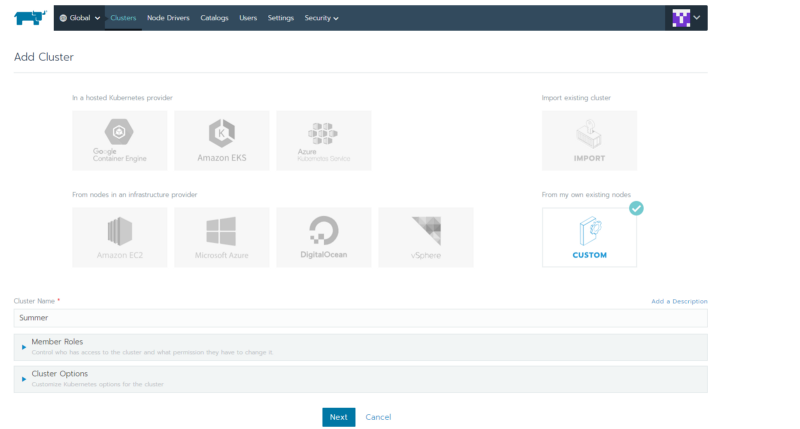 Global Clusters Node Drivers Catalogs Users Settings Security
Add Cluster
In a hosted Kubernetes provider
Import existing cluster
Google
Container Engine
Amazon EKS
Azure
Kubernetes Service
IMPORT
From nodes in an infrastructure provider
From my own existing nodes
Amazon EC2
Microsoft Azure
DigitalOcean
vSphere
CUSTOM
Cluster Name *
Add a Description
Summer
Member Roles
Control who has access to the cluster and what permission they have to change it.
Cluster Options
Customize Kubernetes options for the cluster
Next Cancel